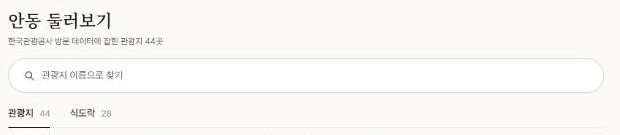 안동 둘러보기
한국관광공사 방문 데이터에 잡힌 관광지 44곳
관광지 이름으로 찾기
관광지 44 식도락 28